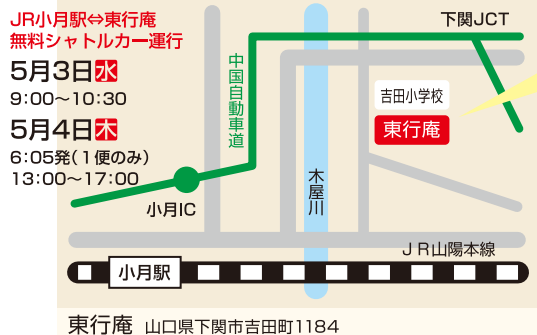 JR小月駅⇔東行庵
無料シャトルカー運行
5月3日水
9:00～10:30
5月4日木
6:05発(1便のみ)
13:00～17:00
下関JCT
中国自動車道
吉田小学校
東行庵
木屋川
小月IC
JR山陽本線
小月駅
東行庵 山口県下関市吉田町1184